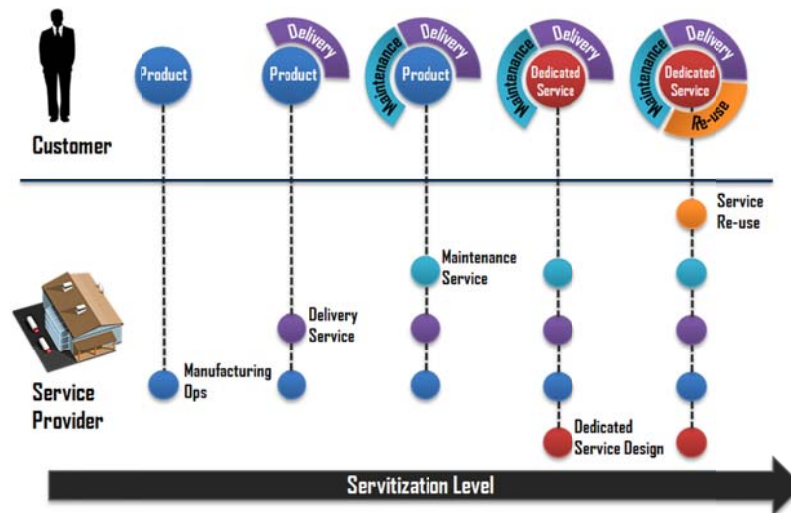 Delivery
Delivery
Delivery
Delivery
Product
Product
Maintenance
Product
Maintenance
Dedicated
Service
Maintenance
Dedicated
Service
Re-use
Customer
Service
Re-use
Maintenance
Service
Delivery
Service
Manufacturing
Ops
Service
Provider
Dedicated
Service Design
Servitization Level